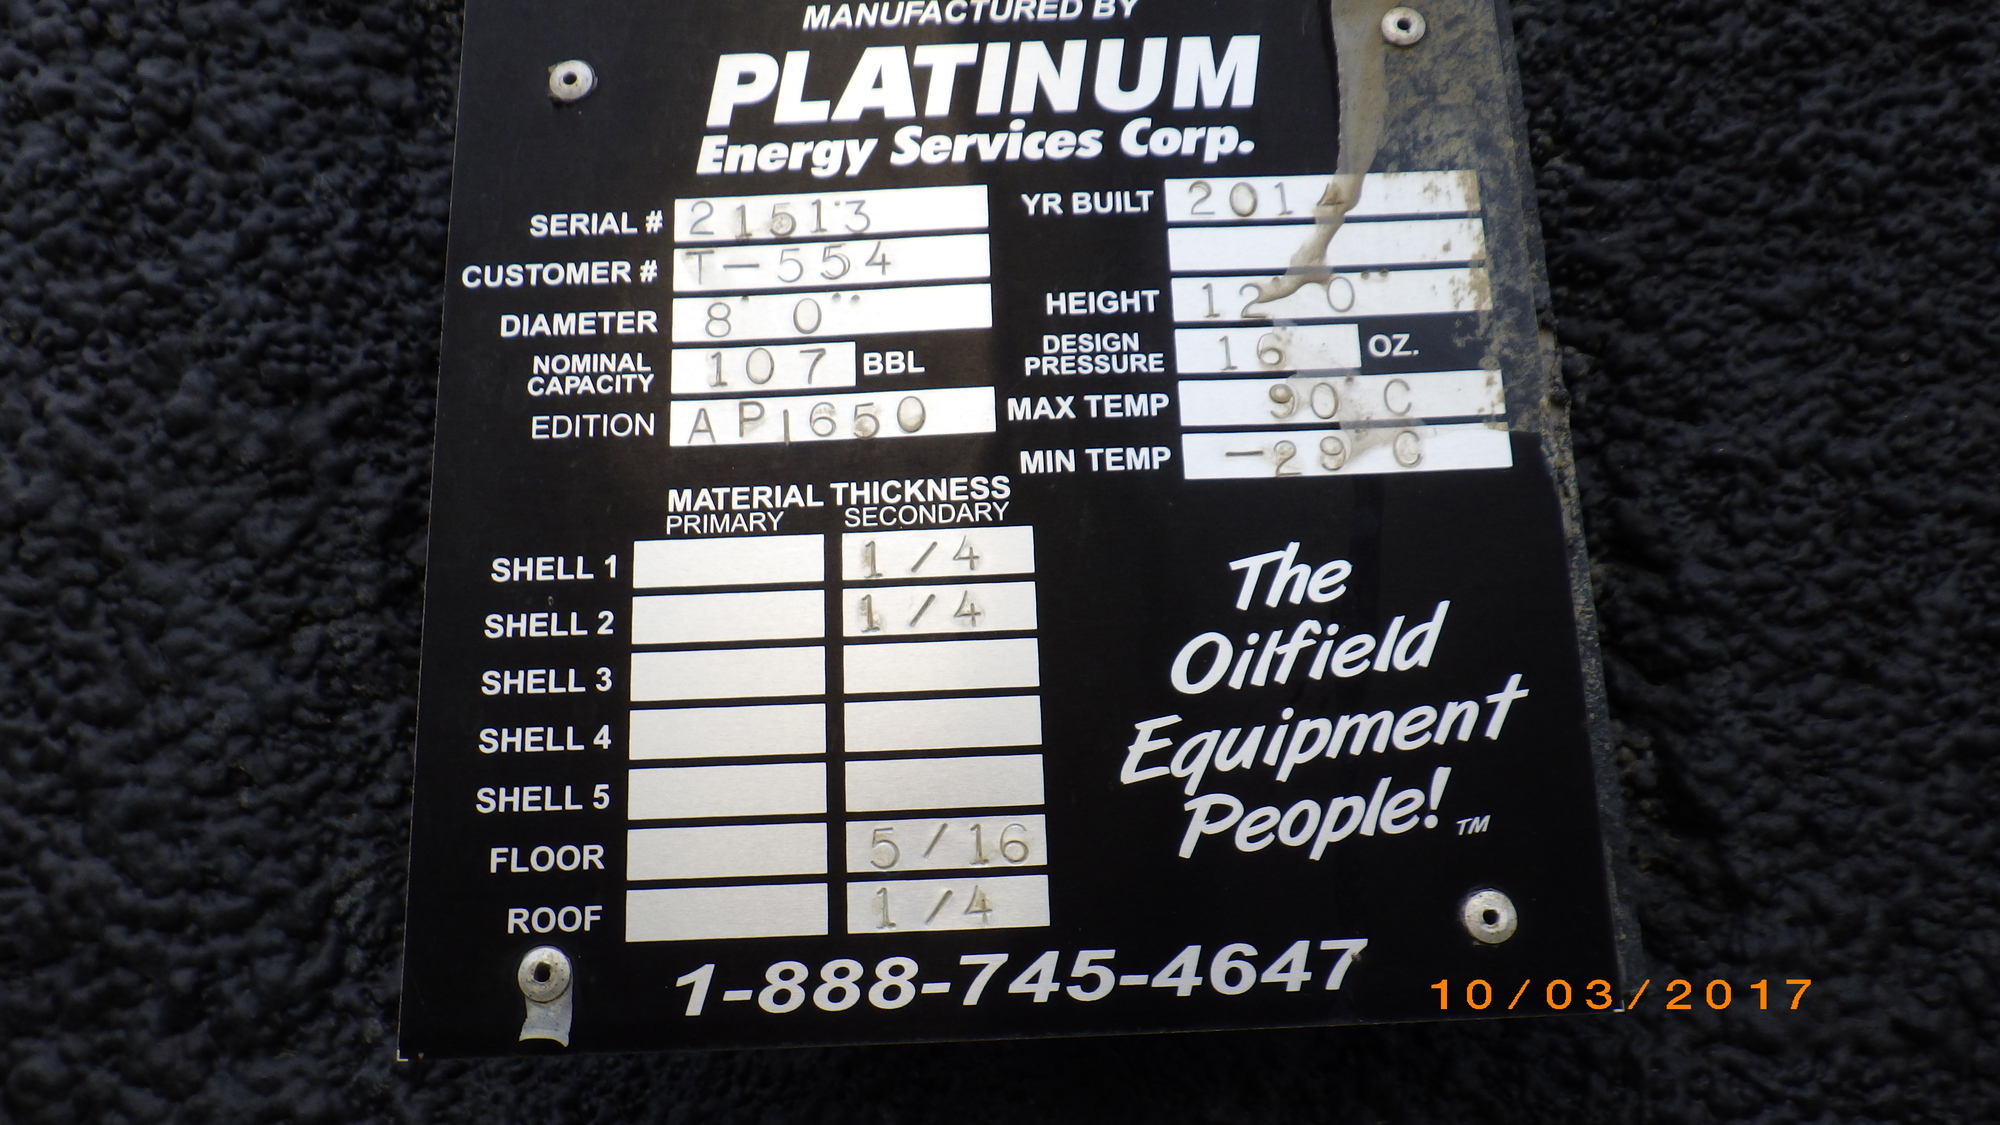 MANUFACTURED BY
PLATINUM
Energy Services Corp.
SERIAL # 21513 YR BUILT 2014
CUSTOMER # T-554
DIAMETER 8' 0" HEIGHT 12' 0"
NOMINAL CAPACITY 107 BBL DESIGN PRESSURE 16 OZ.
EDITION API650 MAX TEMP 90°C
MIN TEMP -29°C
MATERIAL THICKNESS
PRIMARY SECONDARY
SHELL 1 1/4
SHELL 2 1/4
SHELL 3
SHELL 4
SHELL 5
FLOOR 5/16
ROOF 1/4
The
Oilfield
Equipment
People! TM
1-888-745-4647
10/03/2017